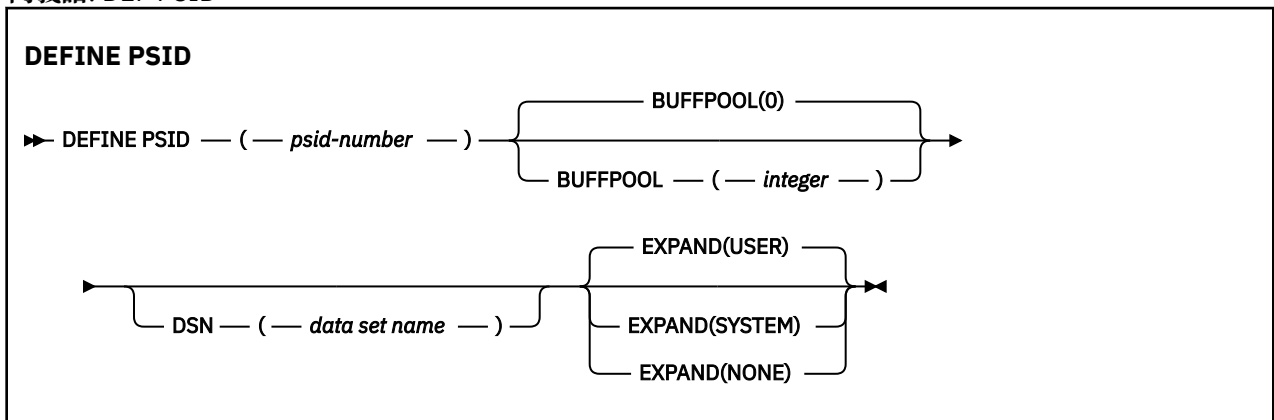 DEFINE PSID
BUFFPOOL(0)
DEFINE PSID ( psid-number )
BUFFPOOL ( integer )
EXPAND(USER)
DSN ( data set name )
EXPAND(SYSTEM)
EXPAND(NONE)